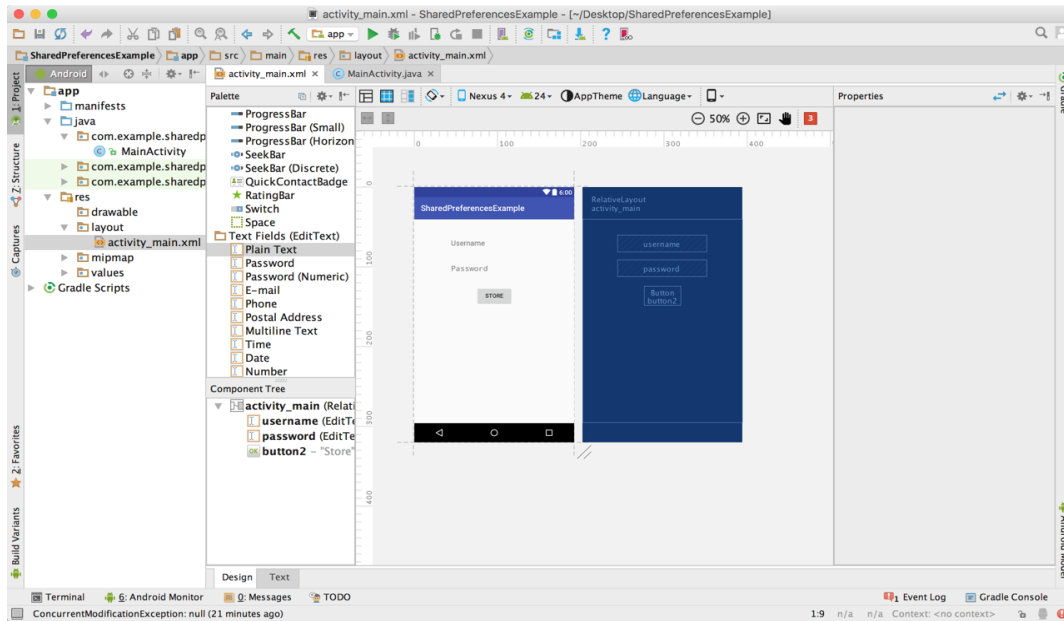 activity_main.xml - SharedPreferencesExample - [~/Desktop/SharedPreferencesExample]
app
?
SharedPreferencesExample app src main res layout activity_main.xml
Android
activity_main.xml × MainActivity.java ×
1: Project
Z: Structure
Captures
2: Favorites
Build Variants
app
manifests
java
com.example.sharedp
MainActivity
com.example.sharedp
com.example.sharedp
res
drawable
layout
activity_main.xml
mipmap
values
Gradle Scripts
Palette
ProgressBar
ProgressBar (Small)
ProgressBar (Horizon
SeekBar
SeekBar (Discrete)
QuickContactBadge
RatingBar
Switch
Space
Text Fields (EditText)
Plain Text
Password
Password (Numeric)
E-mail
Phone
Postal Address
Multiline Text
Time
Date
Number
Component Tree
activity_main (Relati
username (EditTe
password (EditTe
OK button2 – "Store"
Nexus 4 24 AppTheme Language
50% 3
0 100 200 300 400
0
100
200
300
400
6:00
SharedPreferencesExample
Username
Password
STORE
RelativeLayout
activity_main
username
password
Button
button2
Properties
Gradle
Android Model
Design Text
Terminal 6: Android Monitor 0: Messages TODO 1 Event Log Gradle Console
ConcurrentModificationException: null (21 minutes ago) 1:9 n/a n/a Context: <no context>